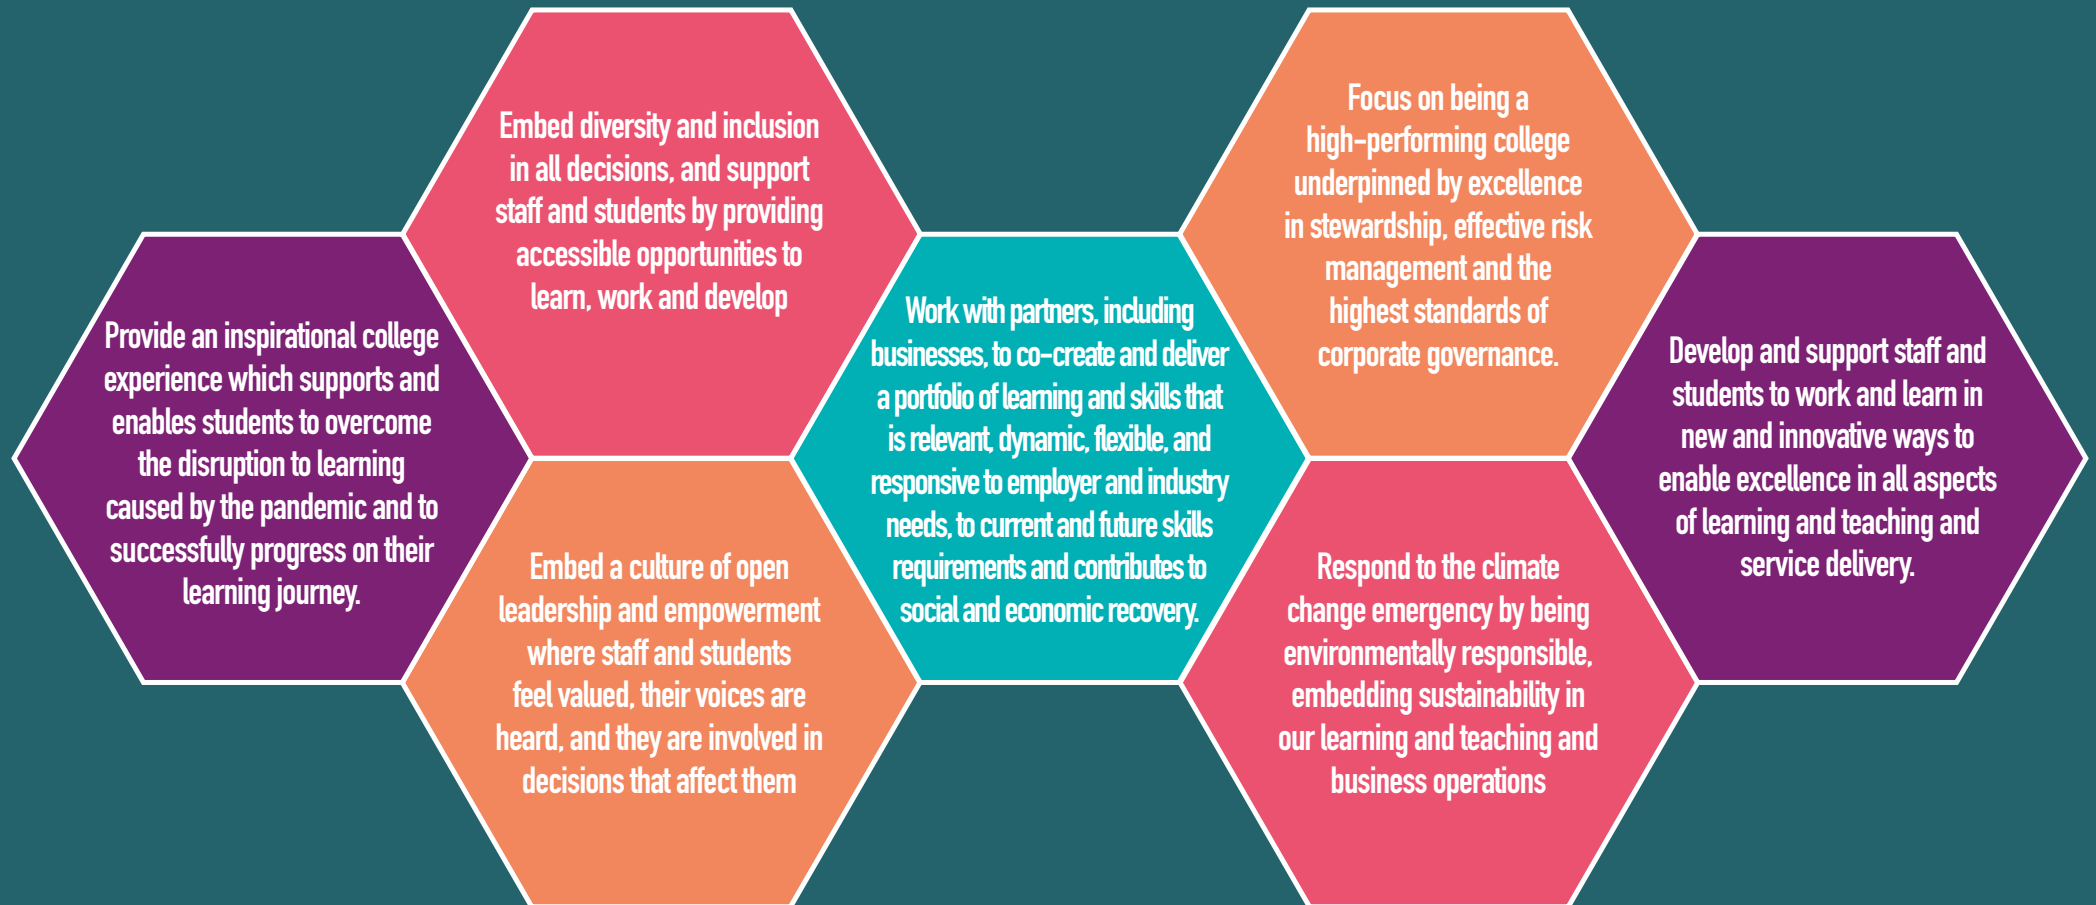 Provide an inspirational college
experience which supports and
enables students to overcome
the disruption to learning
caused by the pandemic and to
successfully progress on their
learning journey.
Embed diversity and inclusion
in all decisions, and support
staff and students by providing
accessible opportunities to
learn, work and develop
Embed a culture of open
leadership and empowerment
where staff and students
feel valued, their voices are
heard, and they are involved in
decisions that affect them
Work with partners, including
businesses, to co-create and deliver
a portfolio of learning and skills that
is relevant, dynamic, flexible, and
responsive to employer and industry
needs, to current and future skills
requirements and contributes to
social and economic recovery.
Focus on being a
high-performing college
underpinned by excellence
in stewardship, effective risk
management and the
highest standards of
corporate governance.
Respond to the climate
change emergency by being
environmentally responsible,
embedding sustainability in
our learning and teaching and
business operations
Develop and support staff and
students to work and learn in
new and innovative ways to
enable excellence in all aspects
of learning and teaching and
service delivery.